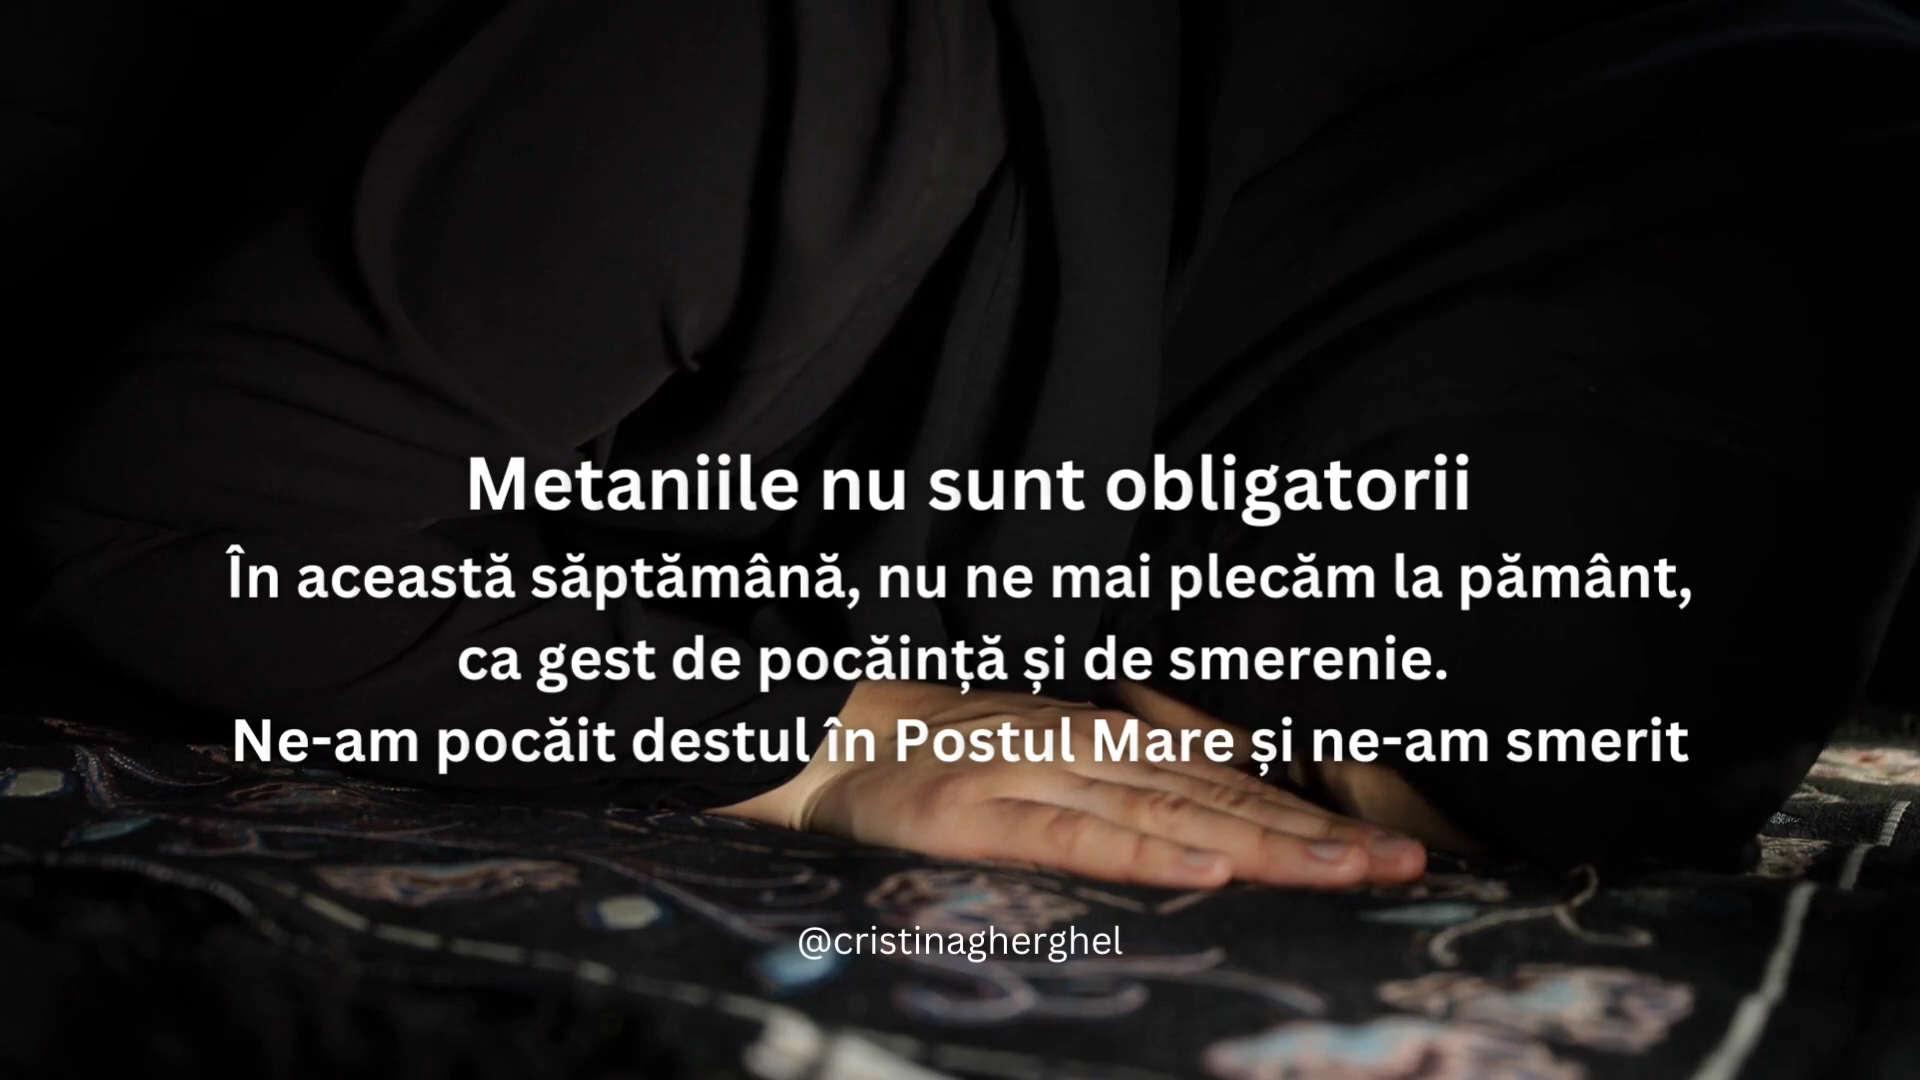 Metaniile nu sunt obligatorii
În această săptămână, nu ne mai plecăm la pământ,
ca gest de pocăință și de smerenie.
Ne-am pocăit destul în Postul Mare și ne-am smerit
@cristinagherghel